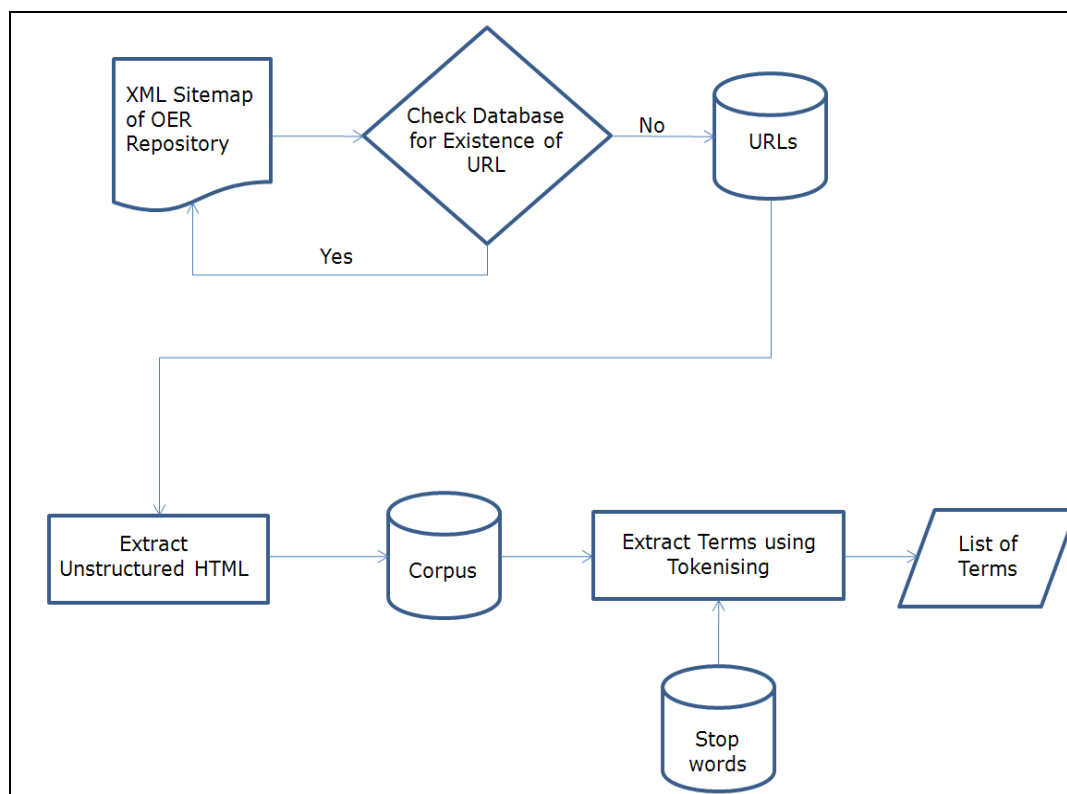 XML Sitemap
of OER
Repository
Check Database
for Existence of
URL
No
URLs
Yes
Extract
Unstructured HTML
Corpus
Extract Terms using
Tokenising
List of
Terms
Stop
words